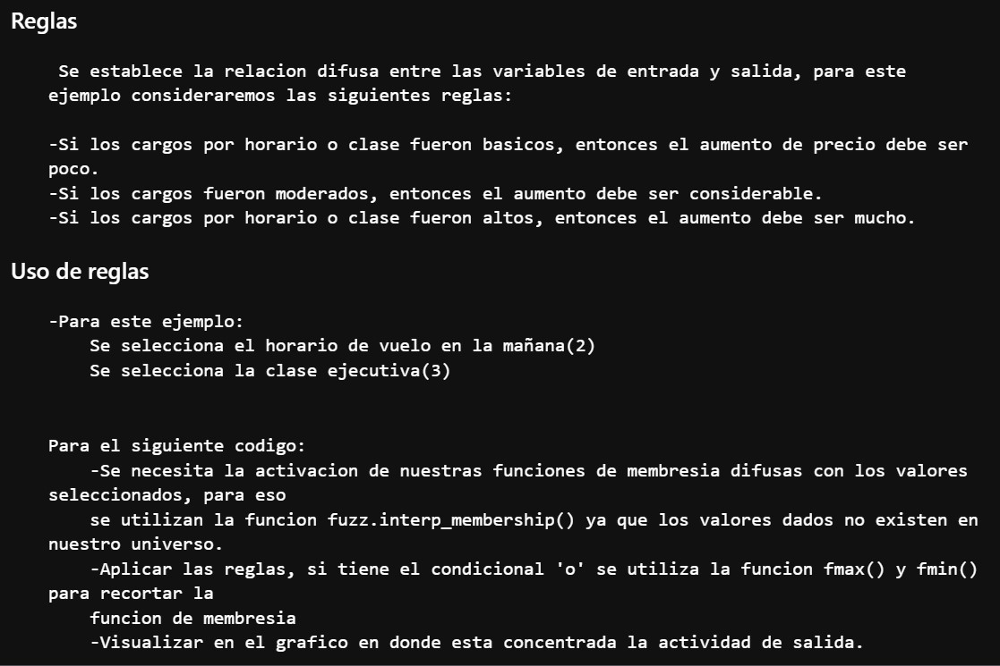 Reglas
Se establece la relacion difusa entre las variables de entrada y salida, para este
ejemplo consideraremos las siguientes reglas:
-Si los cargos por horario o clase fueron basicos, entonces el aumento de precio debe ser
poco.
-Si los cargos fueron moderados, entonces el aumento debe ser considerable.
-Si los cargos por horario o clase fueron altos, entonces el aumento debe ser mucho.
Uso de reglas
-Para este ejemplo:
Se selecciona el horario de vuelo en la mañana(2)
Se selecciona la clase ejecutiva(3)
Para el siguiente codigo:
-Se necesita la activacion de nuestras funciones de membresia difusas con los valores
seleccionados, para eso
se utilizan la funcion fuzz.interp_membership() ya que los valores dados no existen en
nuestro universo.
-Aplicar las reglas, si tiene el condicional 'o' se utiliza la funcion fmax() y fmin()
para recortar la
funcion de membresia
-Visualizar en el grafico en donde esta concentrada la actividad de salida.